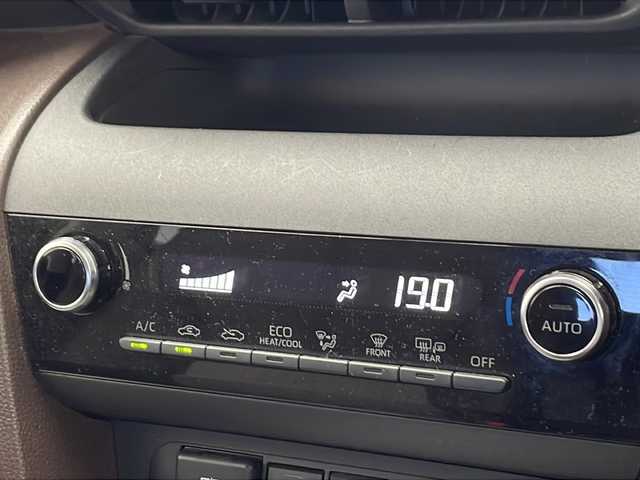 19.0
A/C
ECO
HEAT/COOL
FRONT
REAR
OFF
AUTO